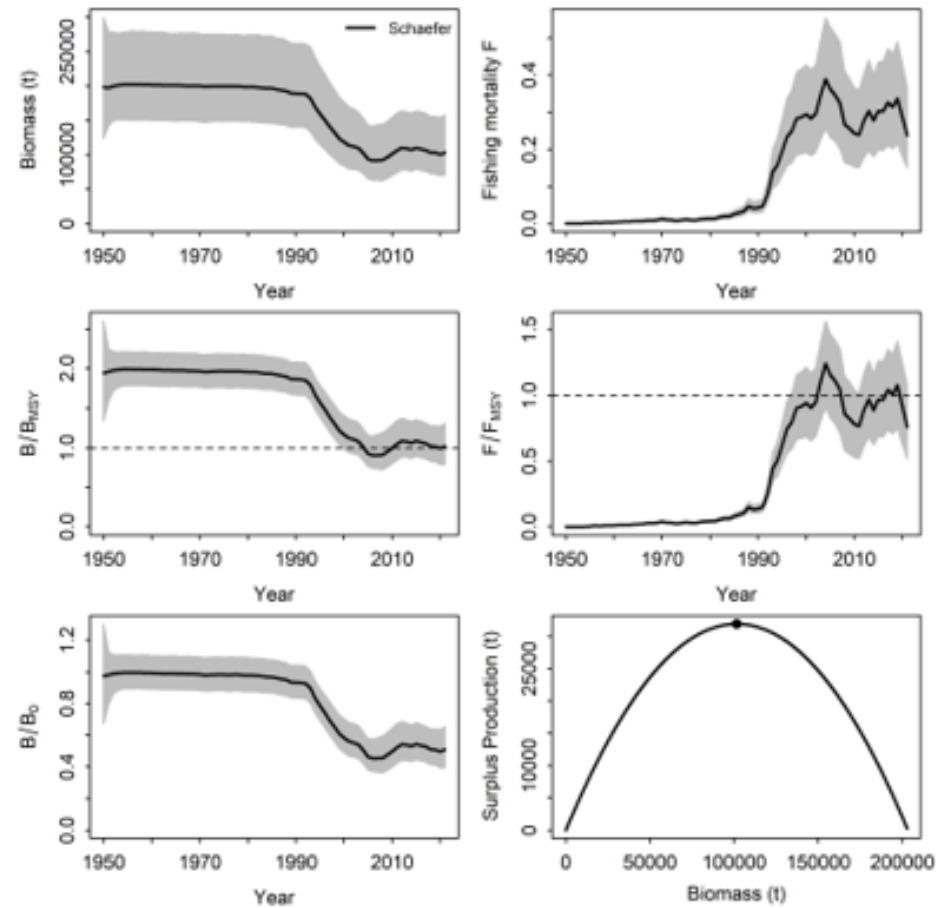 Schaefer
Biomass (t)
250000
100000
0
1950 1970 1990 2010
Year
Fishing mortality F
0.4
0.2
0.0
1950 1970 1990 2010
Year
B/B_MSY
2.0
1.0
0.0
1950 1970 1990 2010
Year
F/F_MSY
1.5
1.0
0.5
0.0
1950 1970 1990 2010
Year
B/B_0
1.2
0.8
0.4
0.0
1950 1970 1990 2010
Year
Surplus Production (t)
25000
10000
0
0 50000 100000 150000 200000
Biomass (t)